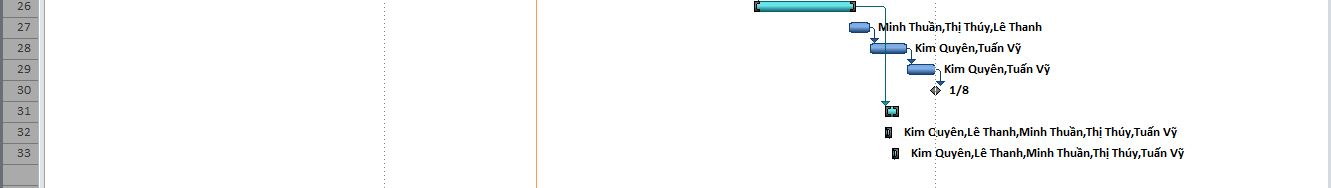 26
27 Minh Thuần,Thị Thúy,Lê Thanh
28 Kim Quyên,Tuấn Vỹ
29 Kim Quyên,Tuấn Vỹ
30 1/8
31
32 Kim Quyên,Lê Thanh,Minh Thuần,Thị Thúy,Tuấn Vỹ
33 Kim Quyên,Lê Thanh,Minh Thuần,Thị Thúy,Tuấn Vỹ